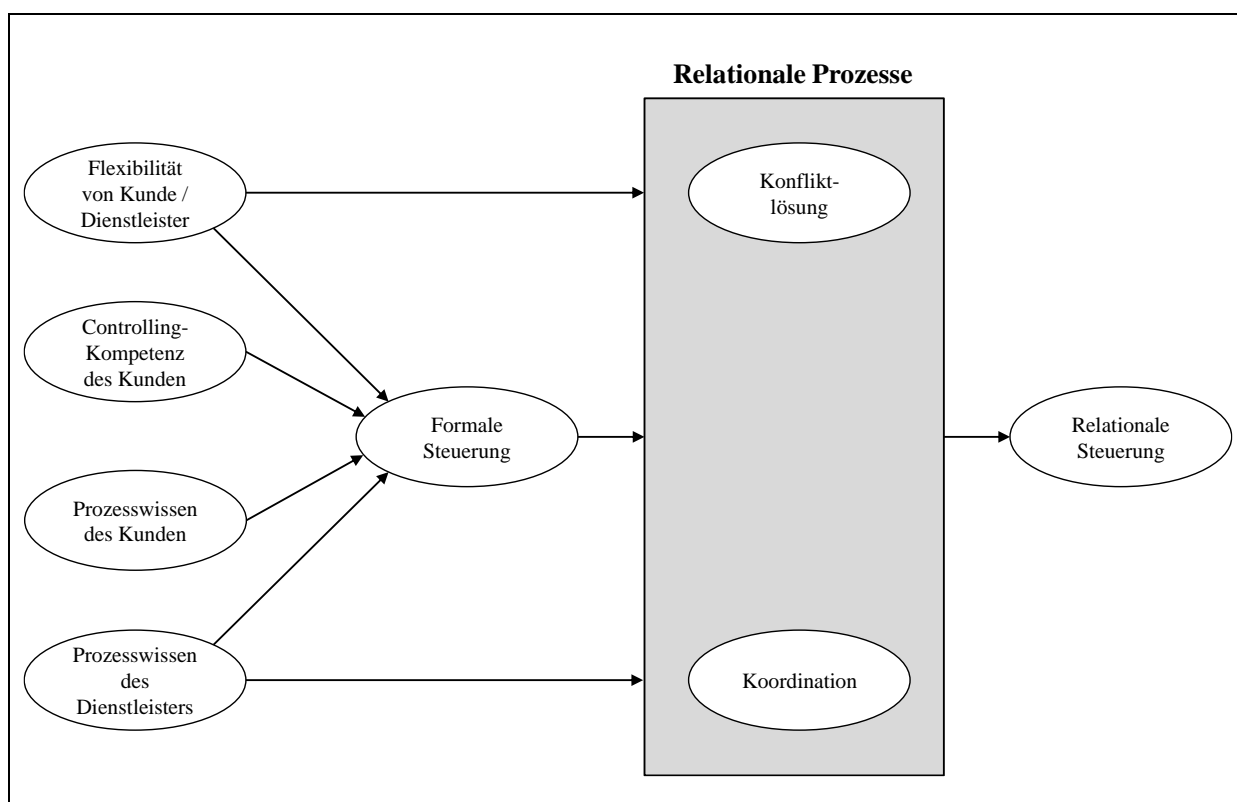 Relationale Prozesse
Flexibilität
von Kunde /
Dienstleister
Konflikt-
lösung
Controlling-
Kompetenz
des Kunden
Formale
Steuerung
Relationale
Steuerung
Prozesswissen
des Kunden
Prozesswissen
des
Dienstleisters
Koordination